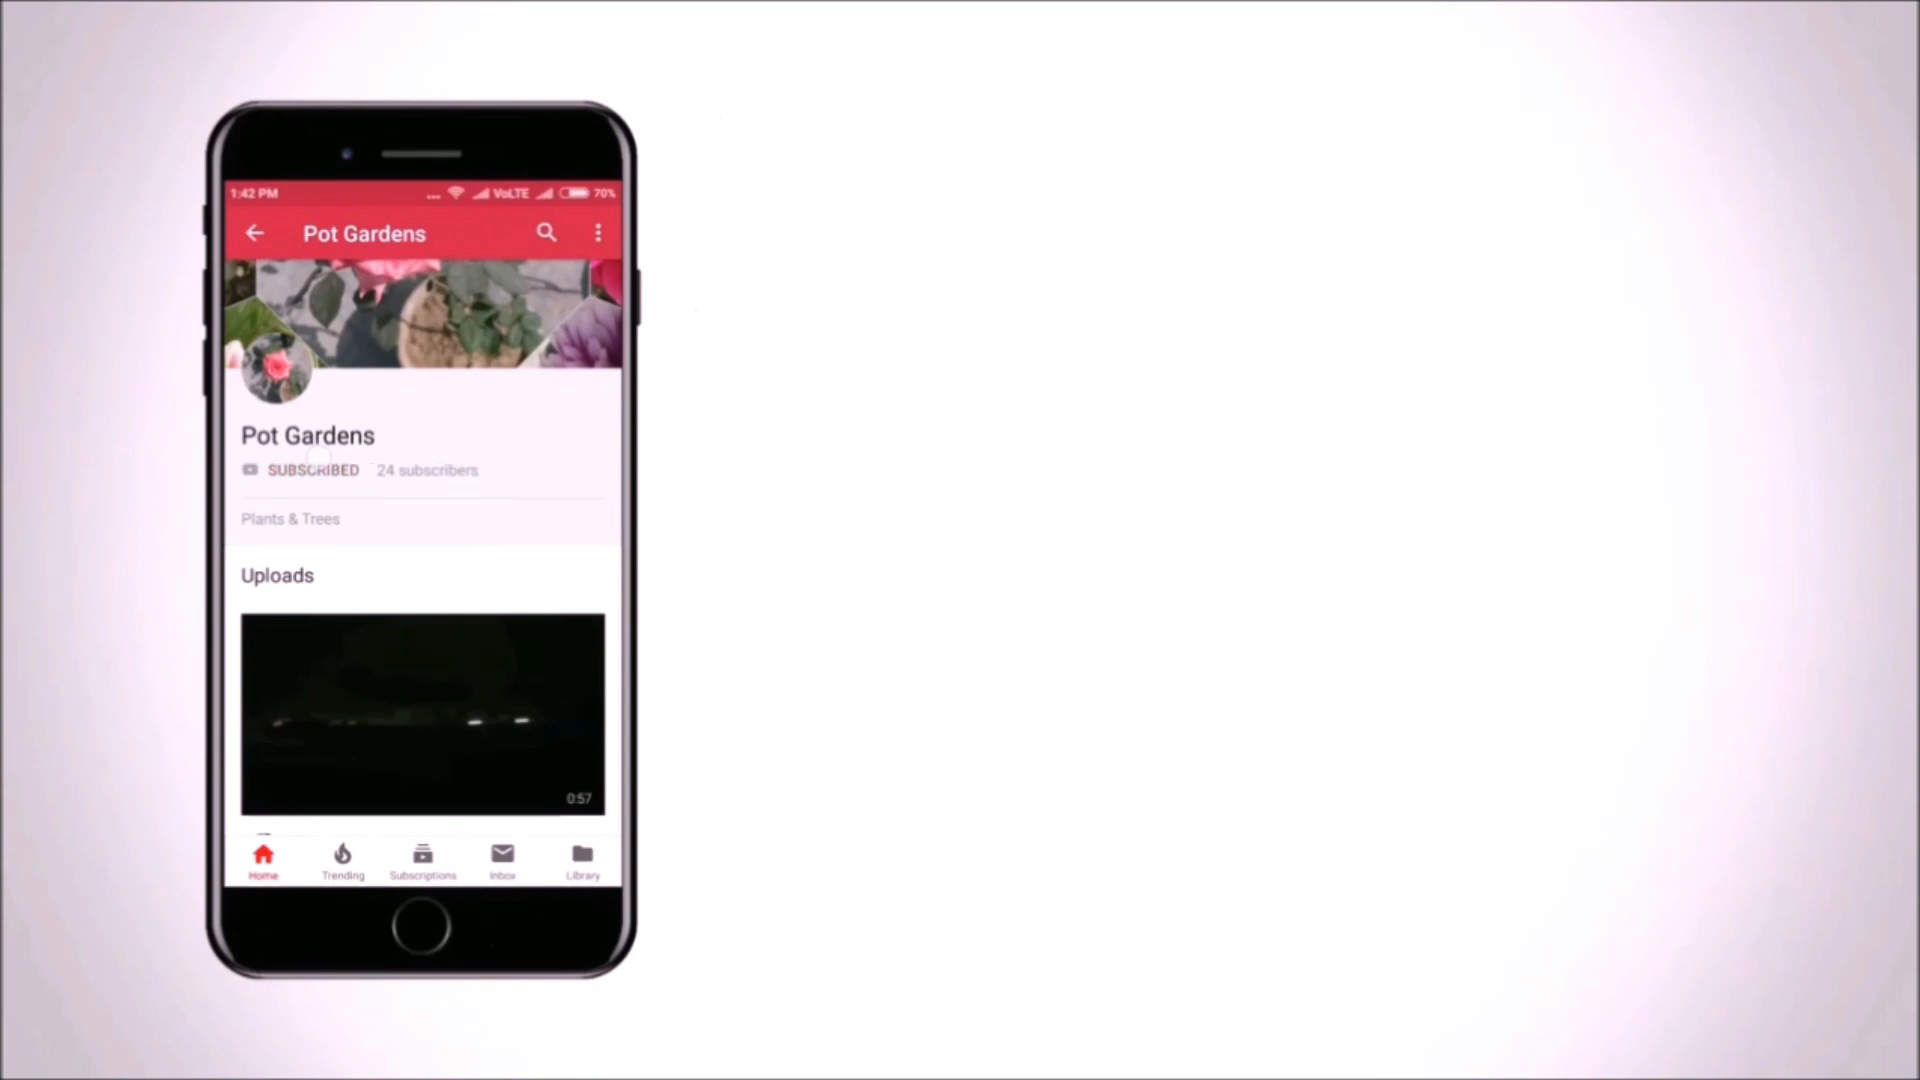 1:42 PM VoLTE 70%
Pot Gardens
Pot Gardens
SUBSCRIBED 24 subscribers
Plants & Trees
Uploads
0:57
Home Trending Subscriptions Inbox Library